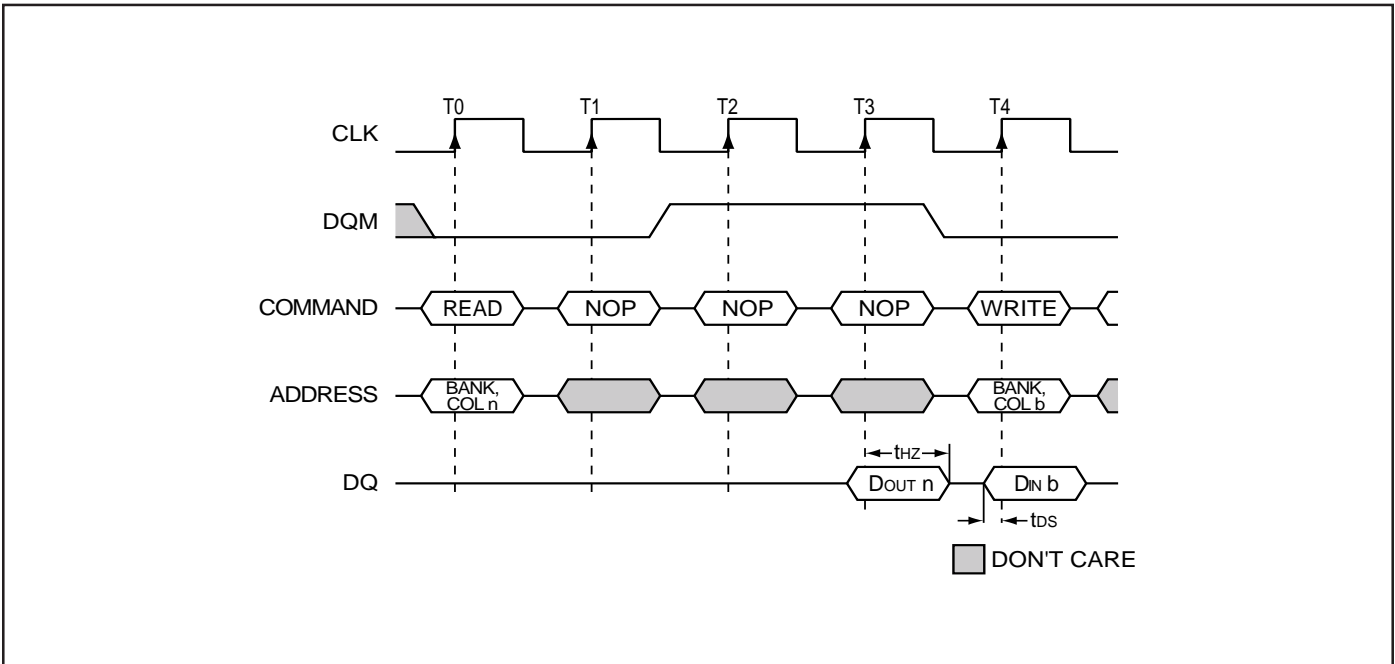 T0 T1 T2 T3 T4
CLK
DQM
COMMAND READ NOP NOP NOP WRITE
ADDRESS BANK, COL n BANK, COL b
tHZ
DQ DOUT n DIN b
tDS
DON'T CARE